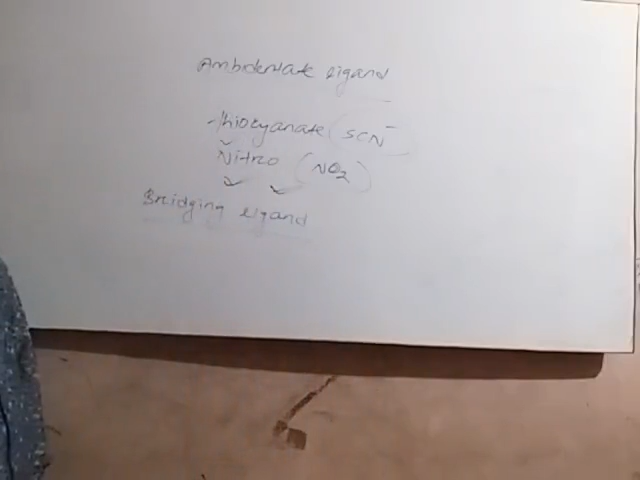 Ambidentate ligand
Thiocyanate (SCN⁻)
Nitro (NO₂)
Bridging ligand